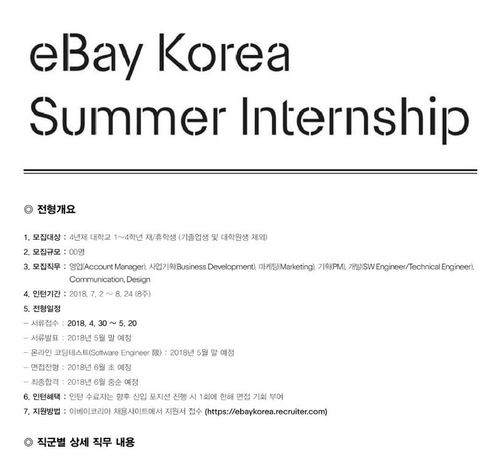 eBay Korea
Summer Internship
◎ 전형개요
1. 모집대상 : 4년제 대학교 1~4학년 재/휴학생 (기졸업생 및 대학원생 제외)
2. 모집규모 : 00명
3. 모집직무 : 영업(Account Manager), 사업기획(Business Development), 마케팅(Marketing), 기획(PM), 개발(SW Engineer/Technical Engineer),
Communication, Design
4. 인턴기간 : 2018. 7. 2 ~ 8. 24 (8주)
5. 전형일정
- 서류접수 : 2018. 4. 30 ~ 5. 20
- 서류발표 : 2018년 5월 말 예정
- 온라인 코딩테스트(Software Engineer 限) : 2018년 5월 말 예정
- 면접전형 : 2018년 6월 초 예정
- 최종합격 : 2018년 6월 중순 예정
6. 인턴혜택 : 인턴 수료자는 향후 신입 포지션 진행 시 1회에 한해 면접 기회 부여
7. 지원방법 : 이베이코리아 채용사이트에서 지원서 접수 (https://ebaykorea.recruiter.com)
◎ 직군별 상세 직무 내용